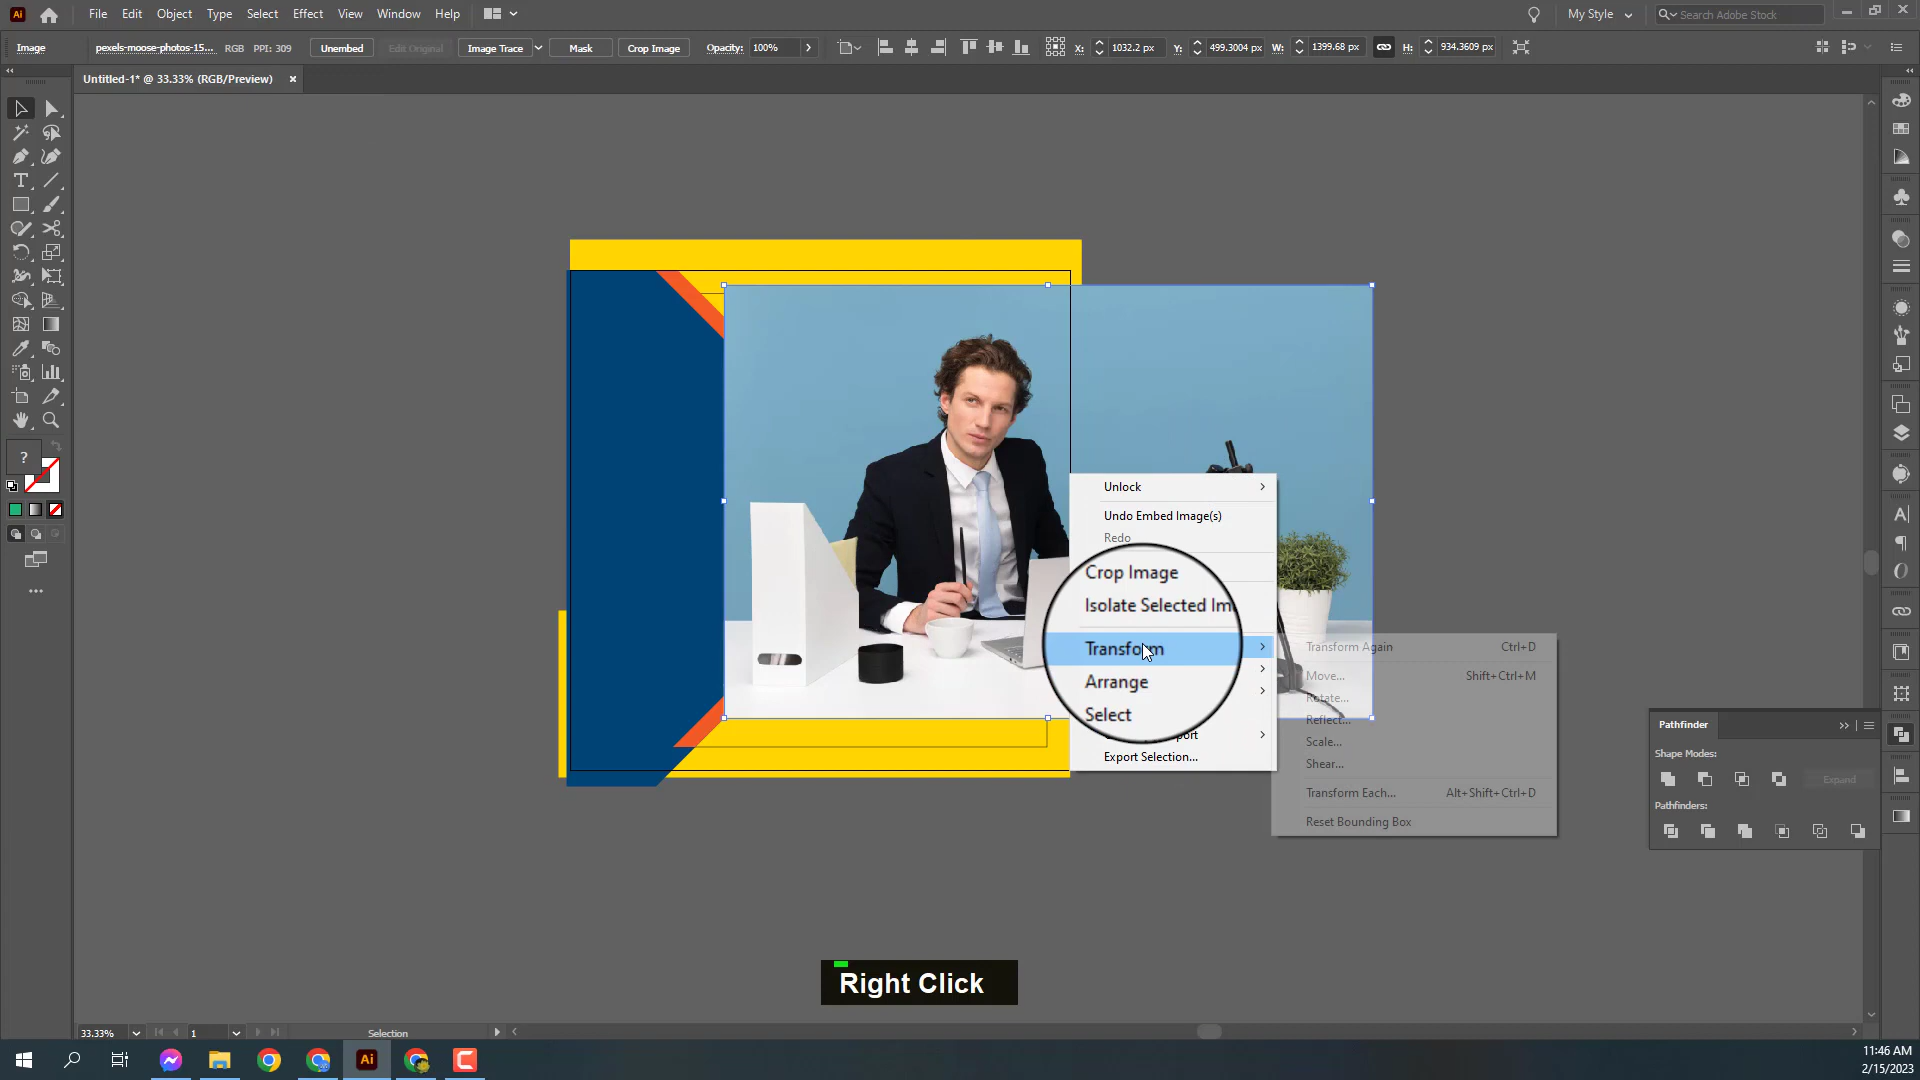 Ai File Edit Object Type Select Effect View Window Help My Style Search Adobe Stock
Image pexels-moose-photos-15... RGB PPI: 309 Unembed Edit Original Image Trace Mask Crop Image Opacity: 100% X: 1032.2 px Y: 499.3004 px W: 1399.68 px H: 934.3609 px
Untitled-1* @ 33.33% (RGB/Preview) ×
?
Unlock
Undo Embed Image(s)
Redo
Crop Image
Isolate Selected Im
Transform
Arrange
Select
Export Selection...
Transform Again Ctrl+D
Move... Shift+Ctrl+M
Rotate...
Reflect...
Scale...
Shear...
Transform Each... Alt+Shift+Ctrl+D
Reset Bounding Box
Pathfinder
Shape Modes:
Expand
Pathfinders:
Right Click
33.33% 1 Selection
Ai
11:46 AM
2/15/2023